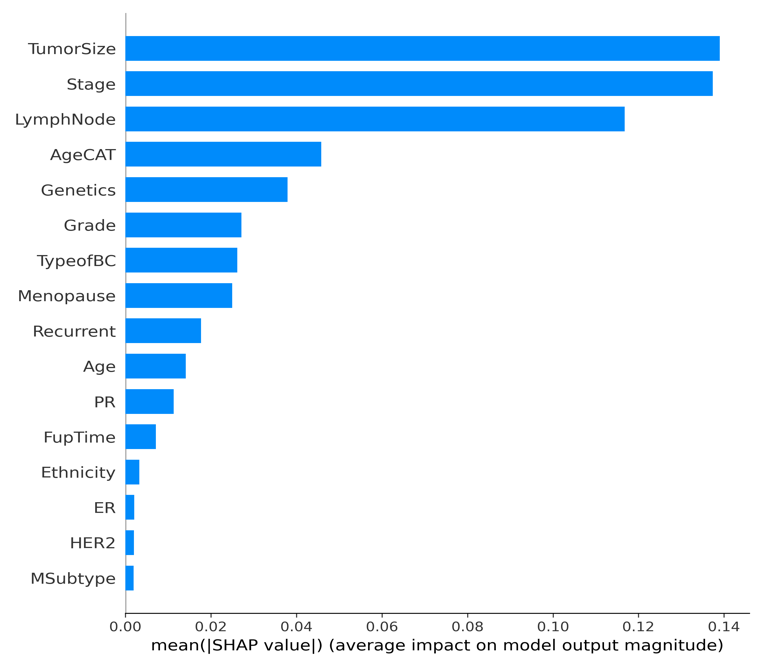 TumorSize
Stage
LymphNode
AgeCAT
Genetics
Grade
TypeofBC
Menopause
Recurrent
Age
PR
FupTime
Ethnicity
ER
HER2
MSubtype
0.00 0.02 0.04 0.06 0.08 0.10 0.12 0.14
mean(|SHAP value|) (average impact on model output magnitude)